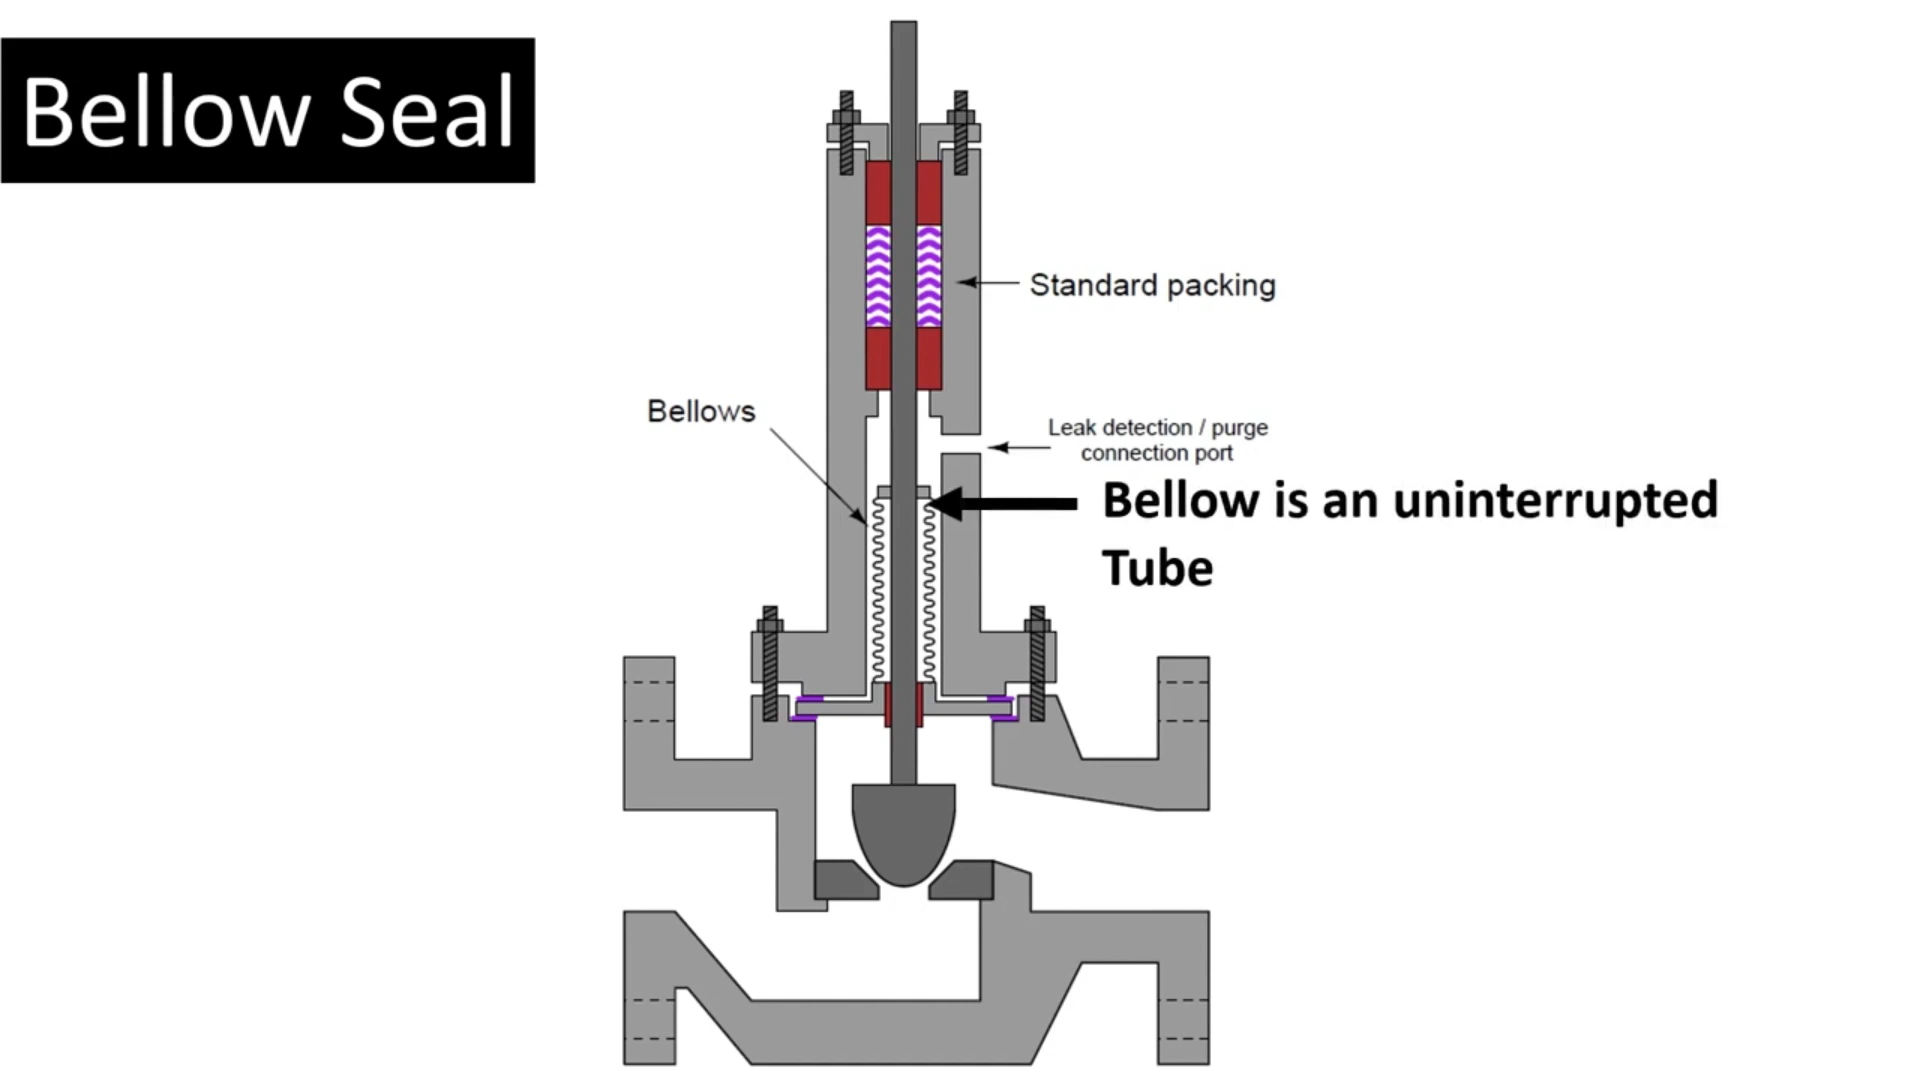 Bellow Seal
Standard packing
Bellows
Leak detection / purge
connection port
Bellow is an uninterrupted
Tube